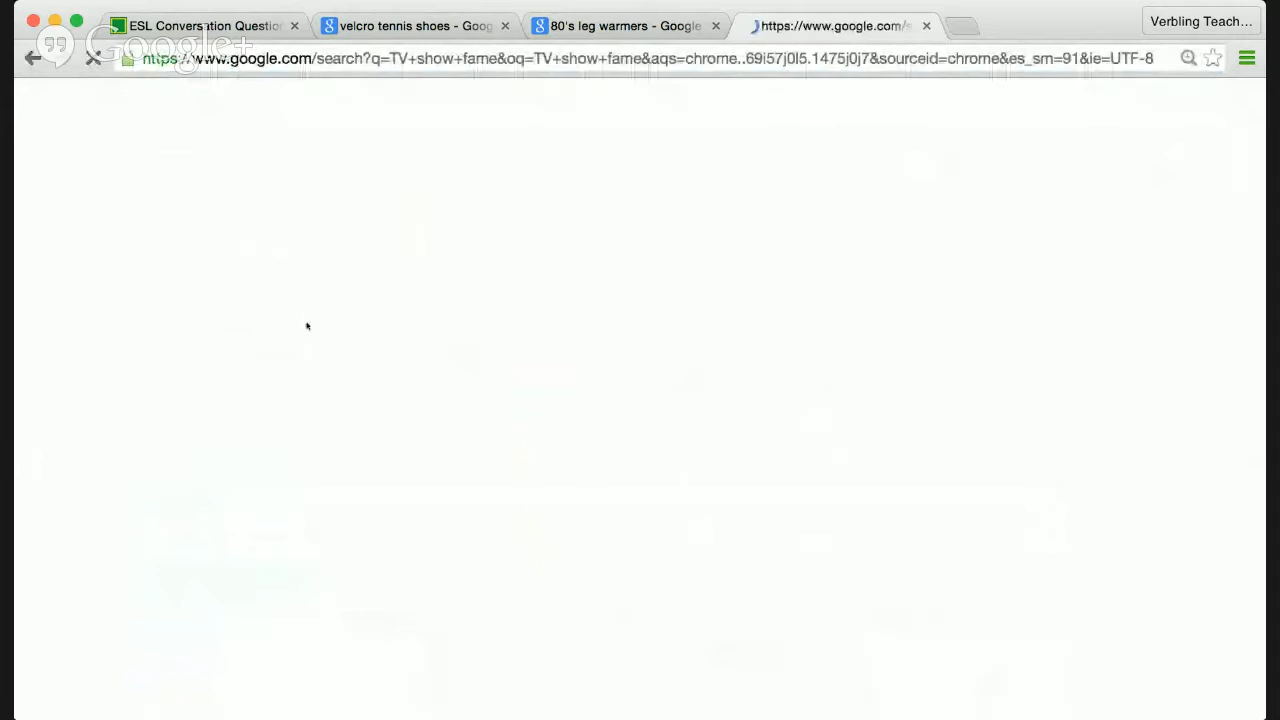 ESL Conversation Question
velcro tennis shoes - Goog
80's leg warmers - Google
https://www.google.com/s
Verbling Teach...
Google+
https://www.google.com/search?q=TV+show+fame&oq=TV+show+fame&aqs=chrome..69i57j0l5.1475j0j7&sourceid=chrome&es_sm=91&ie=UTF-8